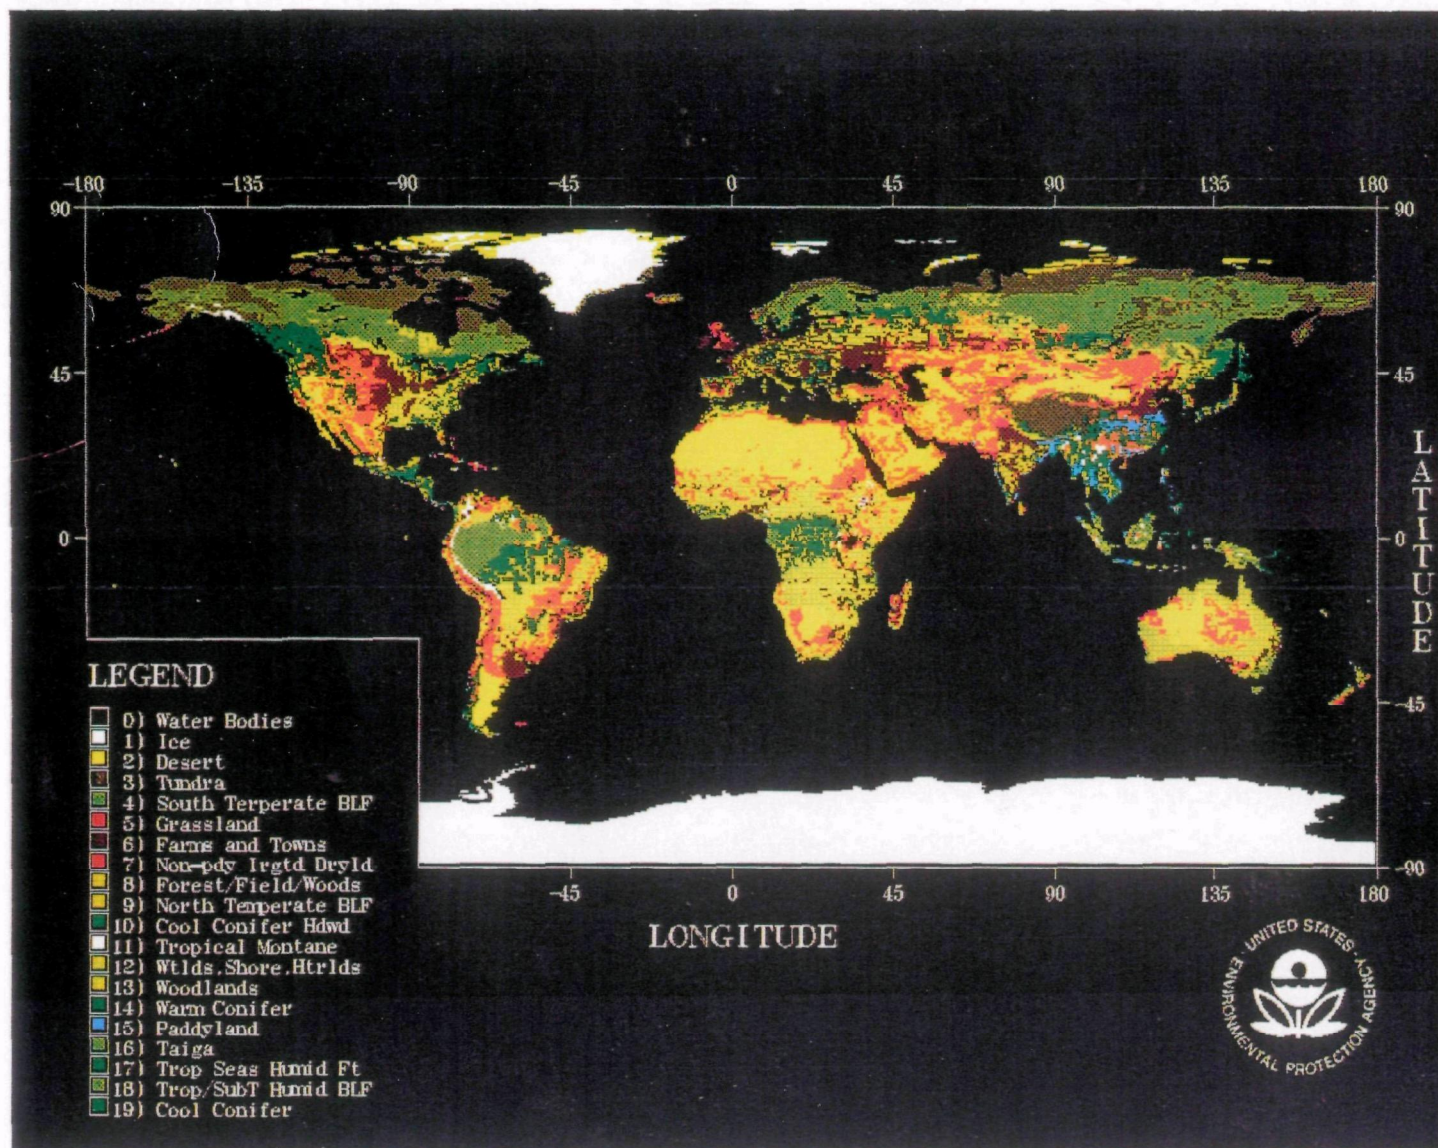 -180 -135 -90 -45 0 45 90 135 180
90 90
45 45
0 0
-45
-90
LATITUDE
LEGEND
0) Water Bodies
1) Ice
2) Desert
3) Tundra
4) South Terperate BLF
5) Grassland
6) Farms and Towns
7) Non-pdy Irgtd Dryld
8) Forest/Field/Woods
9) North Temperate BLF
10) Cool Conifer Hdwd
11) Tropical Montane
12) Wtlds.Shore.Htrlds
13) Woodlands
14) Warm Conifer
15) Paddyland
16) Taiga
17) Trop Seas Humid Ft
18) Trop/SubT Humid BLF
19) Cool Conifer
-45 0 45 90 135 180
LONGITUDE
UNITED STATES
ENVIRONMENTAL PROTECTION AGENCY